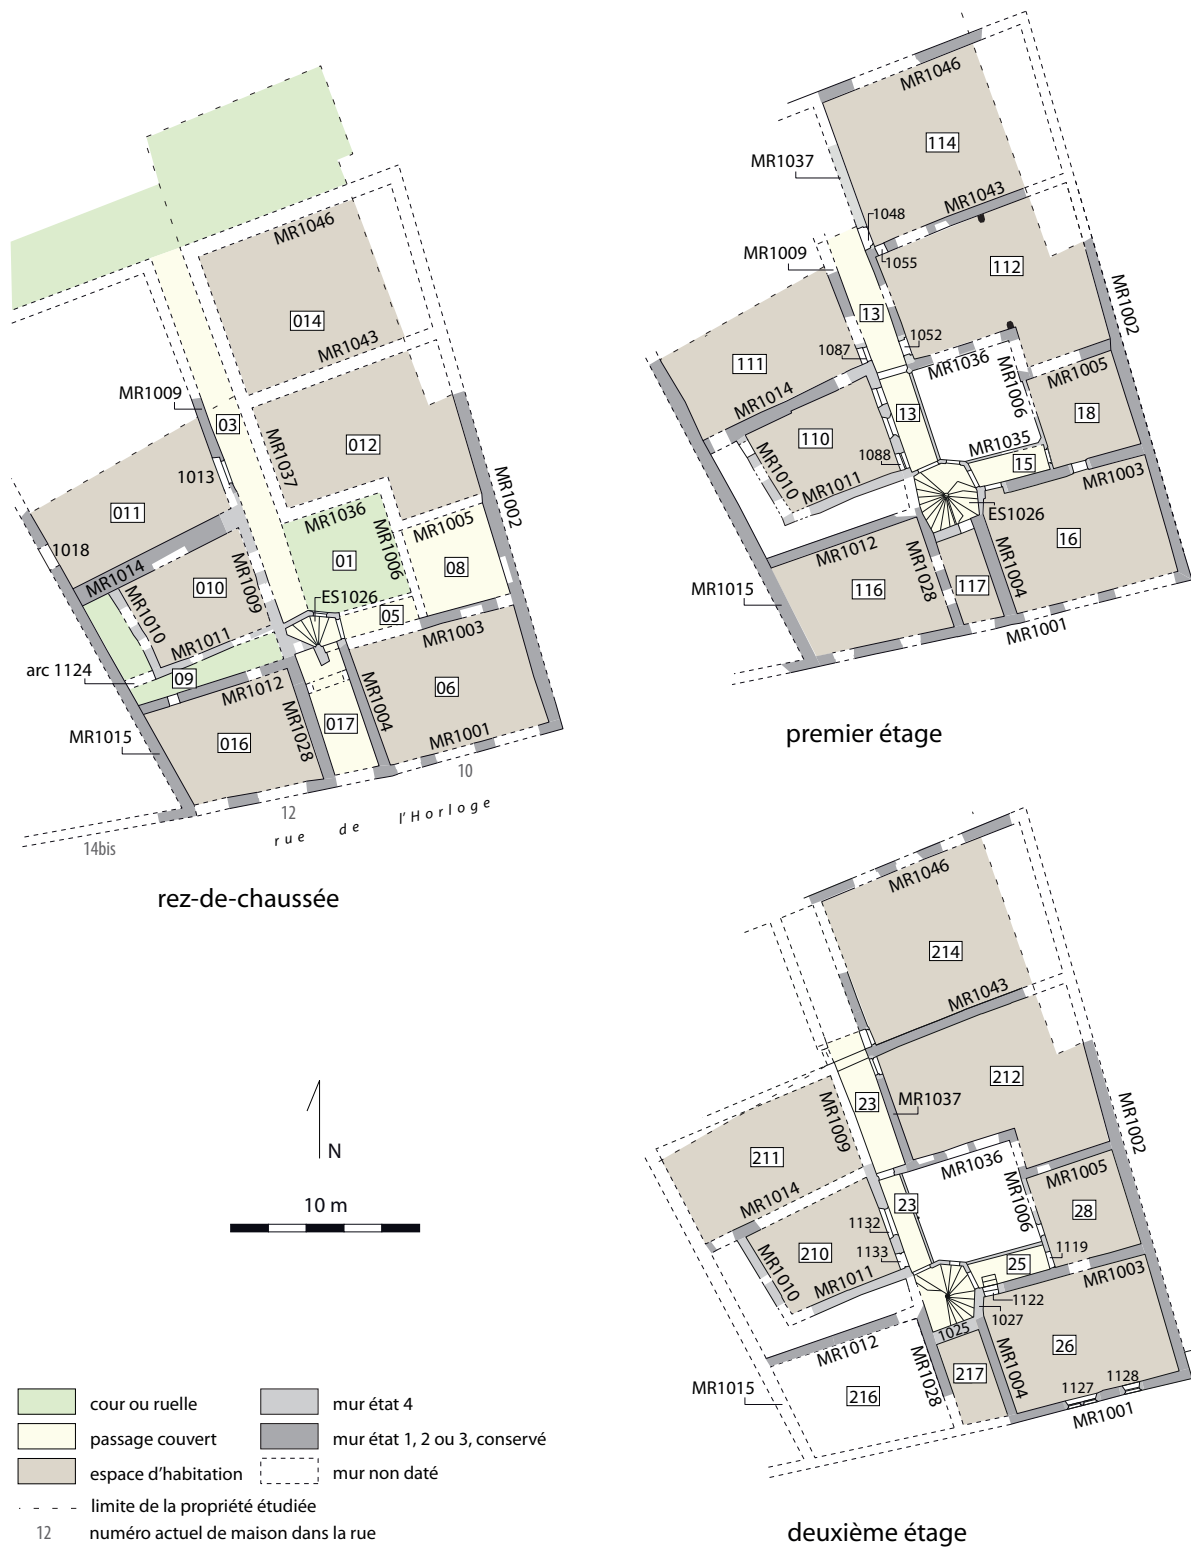 MR1046
014
MR1043
MR1009
03
012
MR1037
1013
MR1002
011
MR1036
MR1005
1018
01
MR1006
08
MR1014
010
MR1009
ES1026
MR1010
05
MR1011
MR1003
arc 1124
09
MR1012
MR1004
06
MR1015
016
MR1028
017
MR1001
10
12
rue de l'Horloge
14bis
rez-de-chaussée
MR1046
114
MR1037
MR1043
1048
MR1009
1055
112
MR1002
13
1052
1087
111
MR1036
MR1005
MR1014
MR1006
13
18
110
MR1035
MR1010
1088
15
MR1011
MR1003
ES1026
MR1012
16
MR1028
MR1004
MR1015
116
117
MR1001
premier étage
MR1046
214
MR1043
212
23
MR1037
MR1009
MR1002
211
MR1036
MR1005
MR1014
23
MR1006
28
1132
210
1133
1119
MR1010
MR1011
25
MR1003
1122
1027
1025
MR1012
26
MR1028
217
MR1004
MR1015
216
1127
1128
MR1001
deuxième étage
N
10 m
cour ou ruelle
passage couvert
espace d'habitation
mur état 4
mur état 1, 2 ou 3, conservé
mur non daté
limite de la propriété étudiée
12 numéro actuel de maison dans la rue